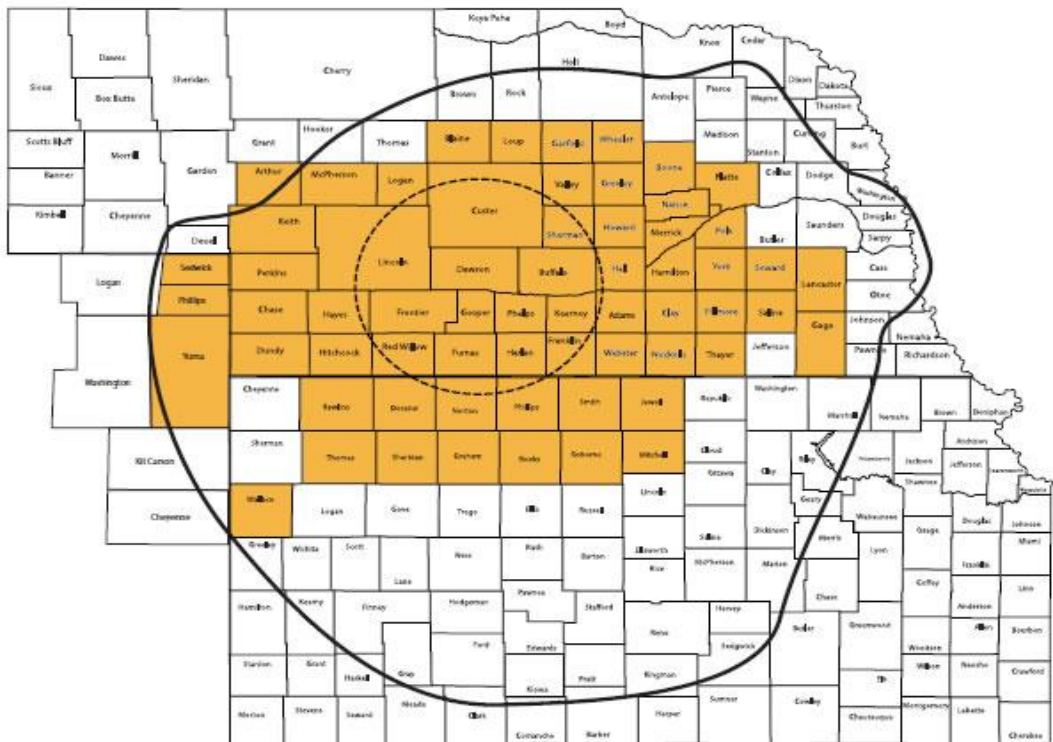 Keya Paha
Boyd
Knox
Cedar
Dawes
Sheridan
Cherry
Holt
Dixon
Dakota
Sioux
Box Butte
Brown
Rock
Antelope
Pierce
Wayne
Thurston
Scotts Bluff
Morrill
Garden
Grant
Hooker
Thomas
Blaine
Loup
Garfield
Wheeler
Madison
Stanton
Cuming
Burt
Banner
Arthur
McPherson
Logan
Valley
Greeley
Boone
Platte
Colfax
Dodge
Washington
Kimball
Cheyenne
Keith
Custer
Nance
Deuel
Lincoln
Sherman
Howard
Merrick
Polk
Butler
Saunders
Douglas
Sarpy
Sedgwick
Logan
Perkins
Dawson
Buffalo
Hall
Hamilton
York
Seward
Lancaster
Cass
Otoe
Phillips
Chase
Hayes
Frontier
Gosper
Phelps
Kearney
Adams
Clay
Fillmore
Saline
Gage
Johnson
Nemaha
Yuma
Washington
Dundy
Hitchcock
Red Willow
Furnas
Harlan
Franklin
Webster
Nuckolls
Thayer
Jefferson
Pawnee
Richardson
Cheyenne
Rawlins
Decatur
Norton
Phillips
Smith
Jewell
Republic
Washington
Marshall
Nemaha
Brown
Doniphan
Kit Carson
Sherman
Thomas
Sheridan
Graham
Rooks
Osborne
Mitchell
Cloud
Ottawa
Clay
Riley
Jackson
Jefferson
Shawnee
Cheyenne
Wallace
Logan
Gove
Trego
Ellis
Russell
Lincoln
Saline
Dickinson
Geary
Morris
Wabaunsee
Lyon
Osage
Douglas
Johnson
Greeley
Wichita
Scott
Lane
Ness
Rush
Barton
Ellsworth
Rice
McPherson
Marion
Chase
Coffey
Franklin
Miami
Anderson
Linn
Hamilton
Kearny
Finney
Hodgeman
Pawnee
Stafford
Reno
Harvey
Sedgwick
Butler
Greenwood
Woodson
Allen
Bourbon
Stanton
Grant
Haskell
Gray
Ford
Edwards
Kiowa
Pratt
Kingman
Elk
Wilson
Neosho
Crawford
Morton
Stevens
Seward
Meade
Clark
Comanche
Barber
Harper
Sumner
Cowley
Chautauqua
Montgomery
Labette
Cherokee